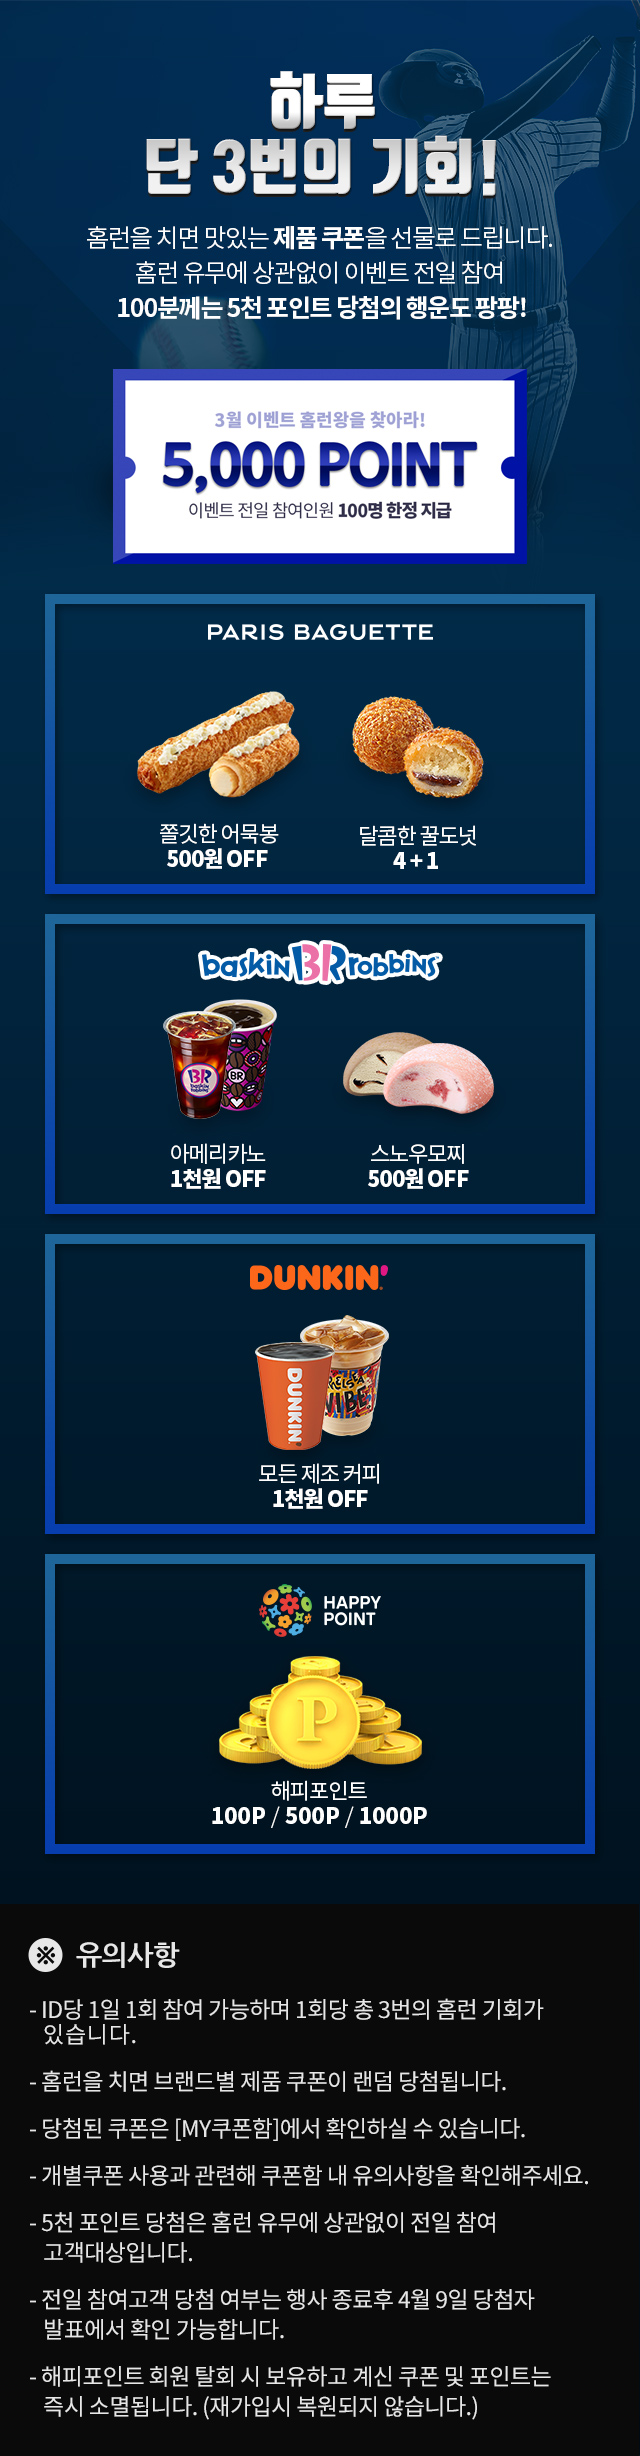 하루
단 3번의 기회!
홈런을 치면 맛있는 제품 쿠폰을 선물로 드립니다.
홈런 유무에 상관없이 이벤트 전일 참여
100분께는 5천 포인트 당첨의 행운도 팡팡!
3월 이벤트 홈런왕을 찾아라!
5,000 POINT
이벤트 전일 참여인원 100명 한정 지급
PARIS BAGUETTE
쫄깃한 어묵봉
500원 OFF
달콤한 꿀도넛
4 + 1
baskin BR robbins
BR
baskin robbins
BR
아메리카노
1천원 OFF
스노우모찌
500원 OFF
DUNKIN'
DUNKIN'
VIBE
모든 제조 커피
1천원 OFF
HAPPY
POINT
P
해피포인트
100P / 500P / 1000P
※ 유의사항
- ID당 1일 1회 참여 가능하며 1회당 총 3번의 홈런 기회가
있습니다.
- 홈런을 치면 브랜드별 제품 쿠폰이 랜덤 당첨됩니다.
- 당첨된 쿠폰은 [MY쿠폰함]에서 확인하실 수 있습니다.
- 개별쿠폰 사용과 관련해 쿠폰함 내 유의사항을 확인해주세요.
- 5천 포인트 당첨은 홈런 유무에 상관없이 전일 참여
고객대상입니다.
- 전일 참여고객 당첨 여부는 행사 종료후 4월 9일 당첨자
발표에서 확인 가능합니다.
- 해피포인트 회원 탈회 시 보유하고 계신 쿠폰 및 포인트는
즉시 소멸됩니다. (재가입시 복원되지 않습니다.)